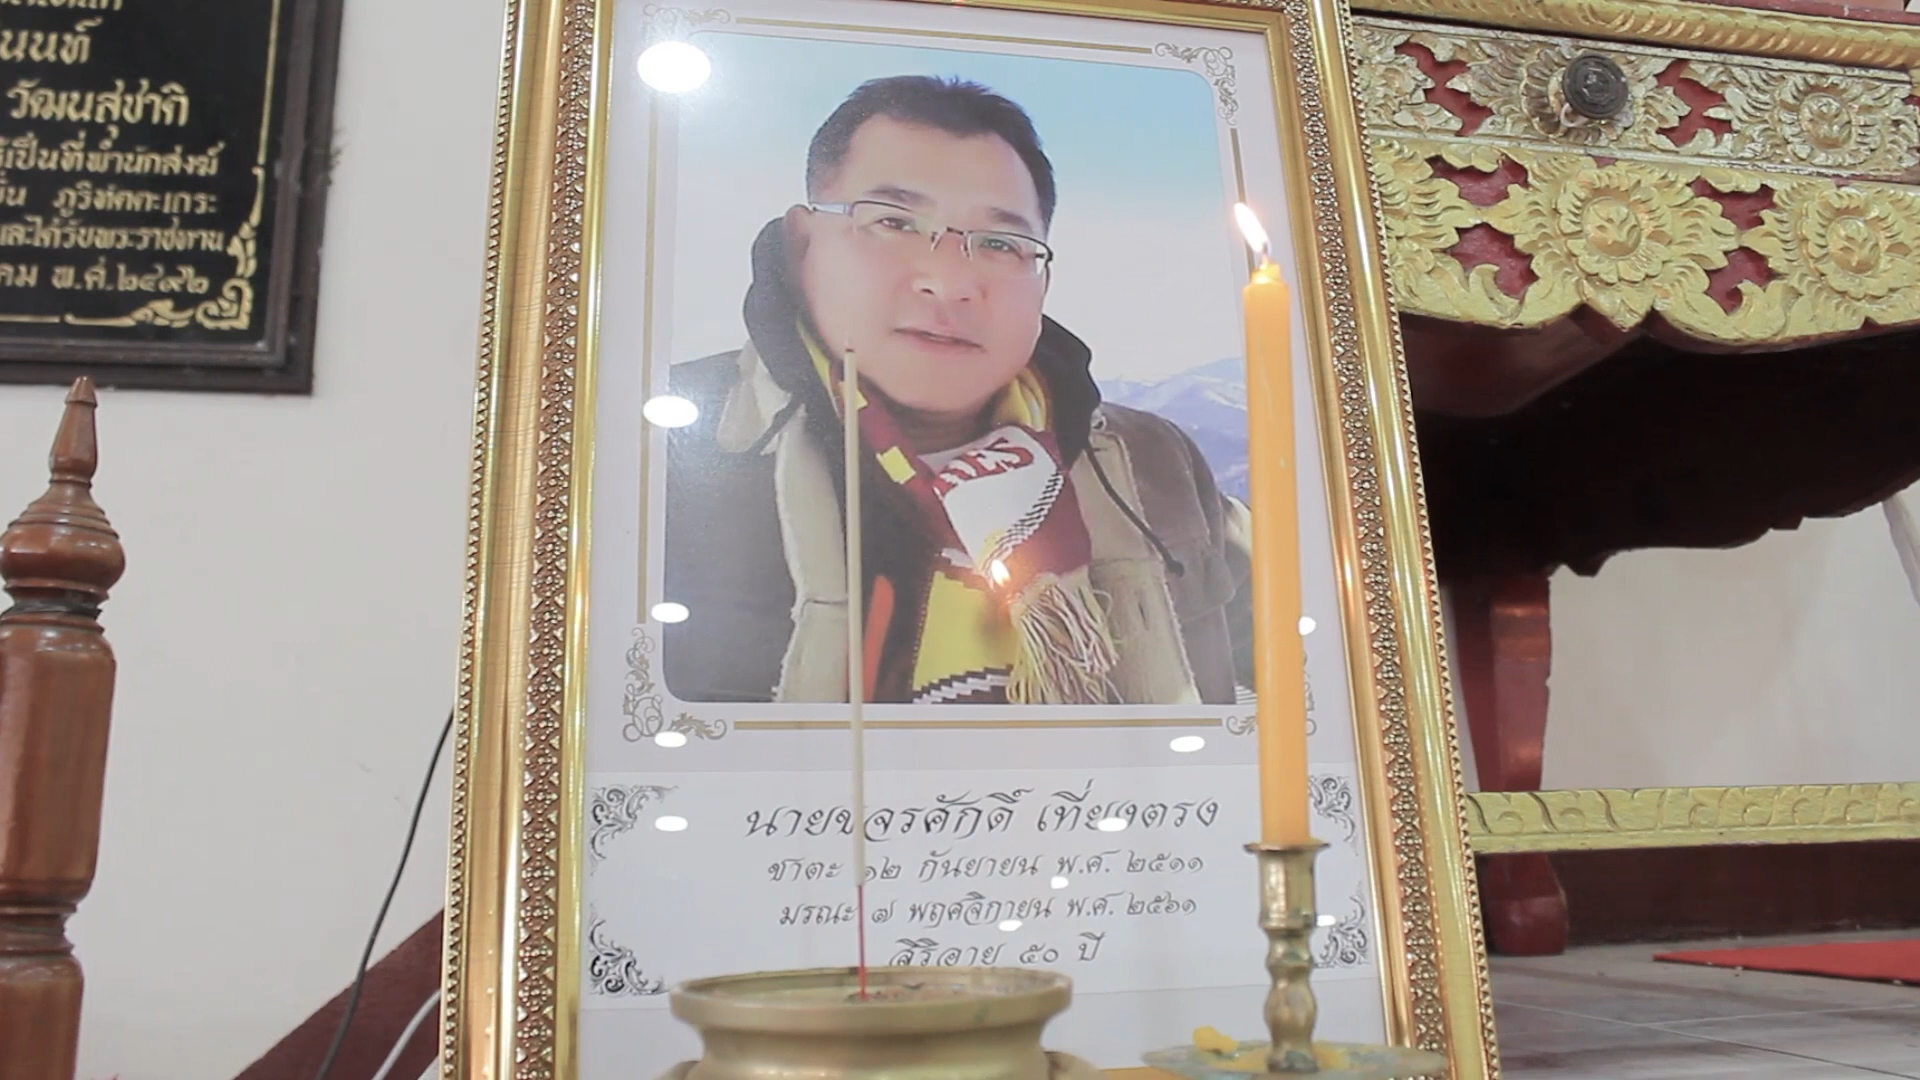 นนท์
วัฒนสุชาติ
เป็นที่พำนักสงฆ์
ภูริทตตะเกระ
และได้รับพระราชทาน
คม พ.ศ.๒๔๙๒
นายขจรศักดิ์ เที่ยงตรง
ชาตะ ๑๒ กันยายน พ.ศ. ๒๕๑๑
มรณะ ๗ พฤศจิกายน พ.ศ. ๒๕๖๑
สิริอายุ ๕๐ ปี